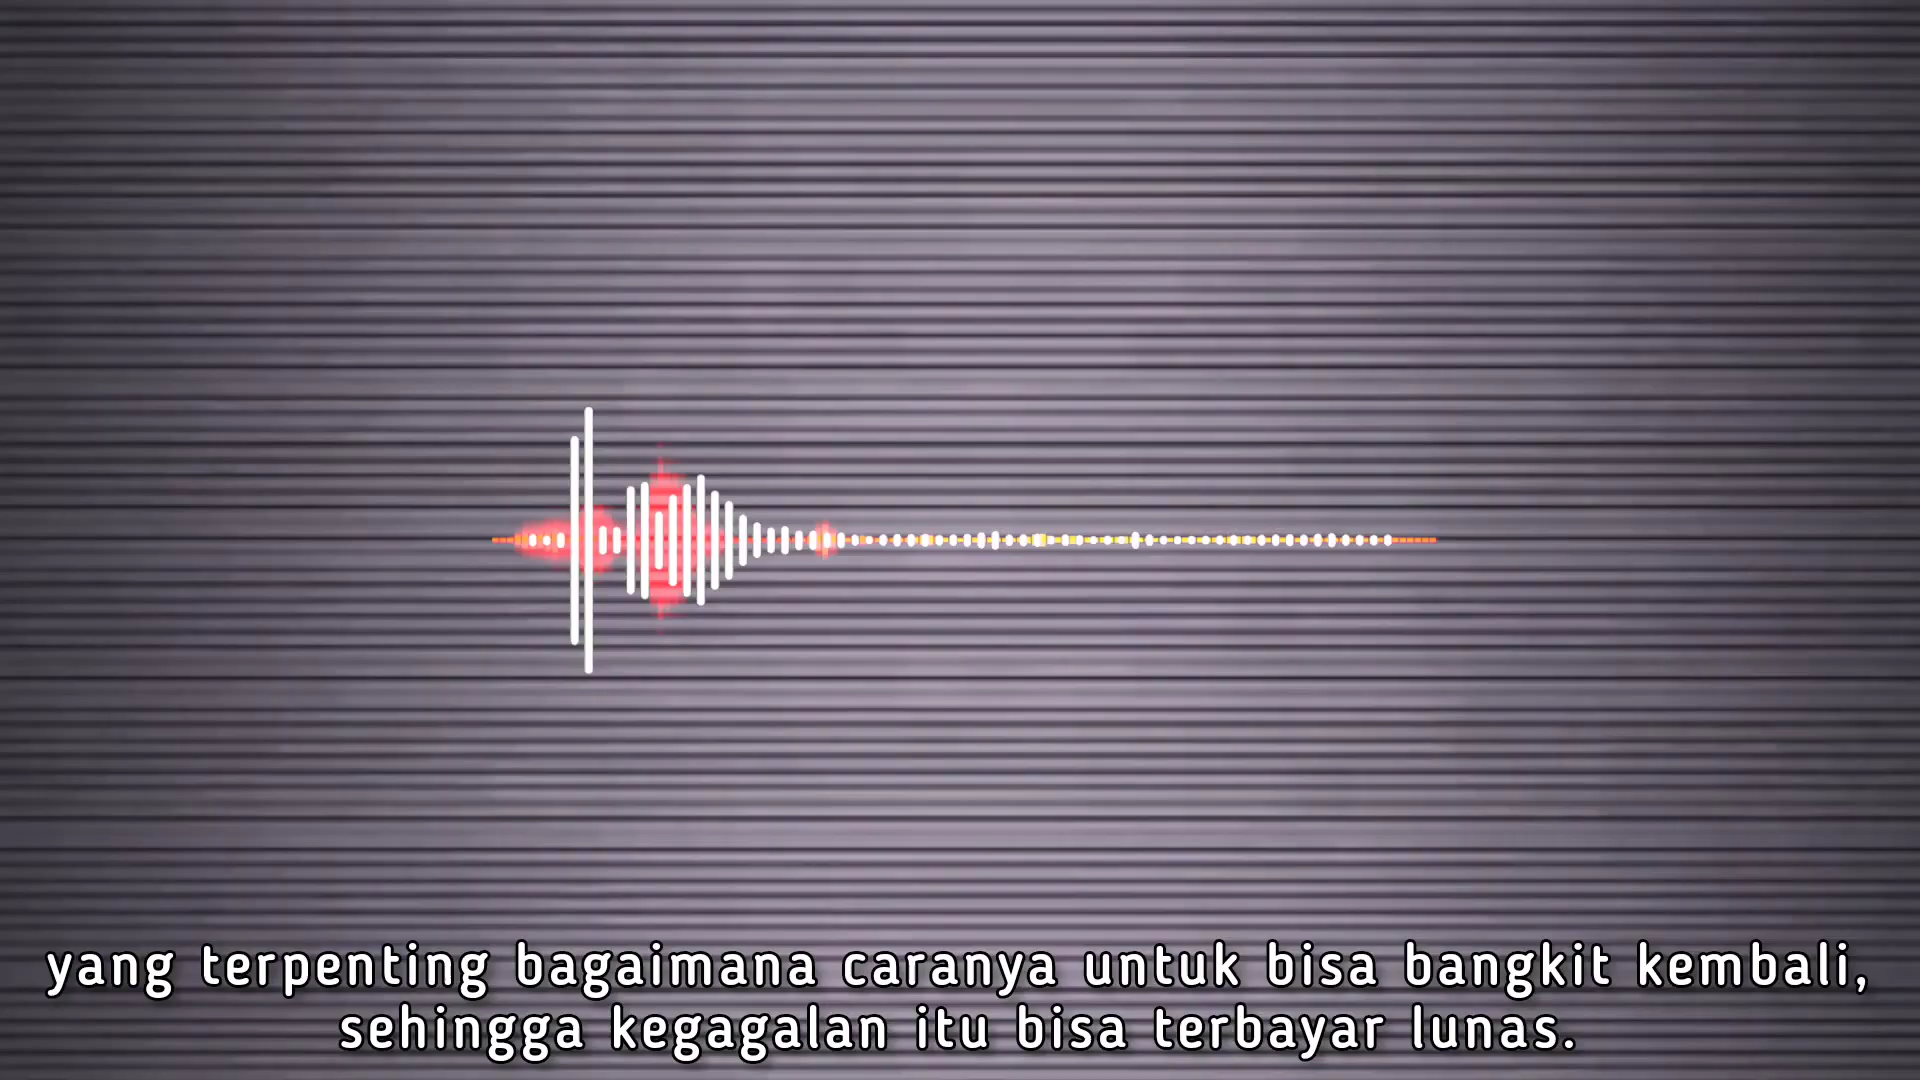 yang terpenting bagaimana caranya untuk bisa bangkit kembali,
sehingga kegagalan itu bisa terbayar lunas.